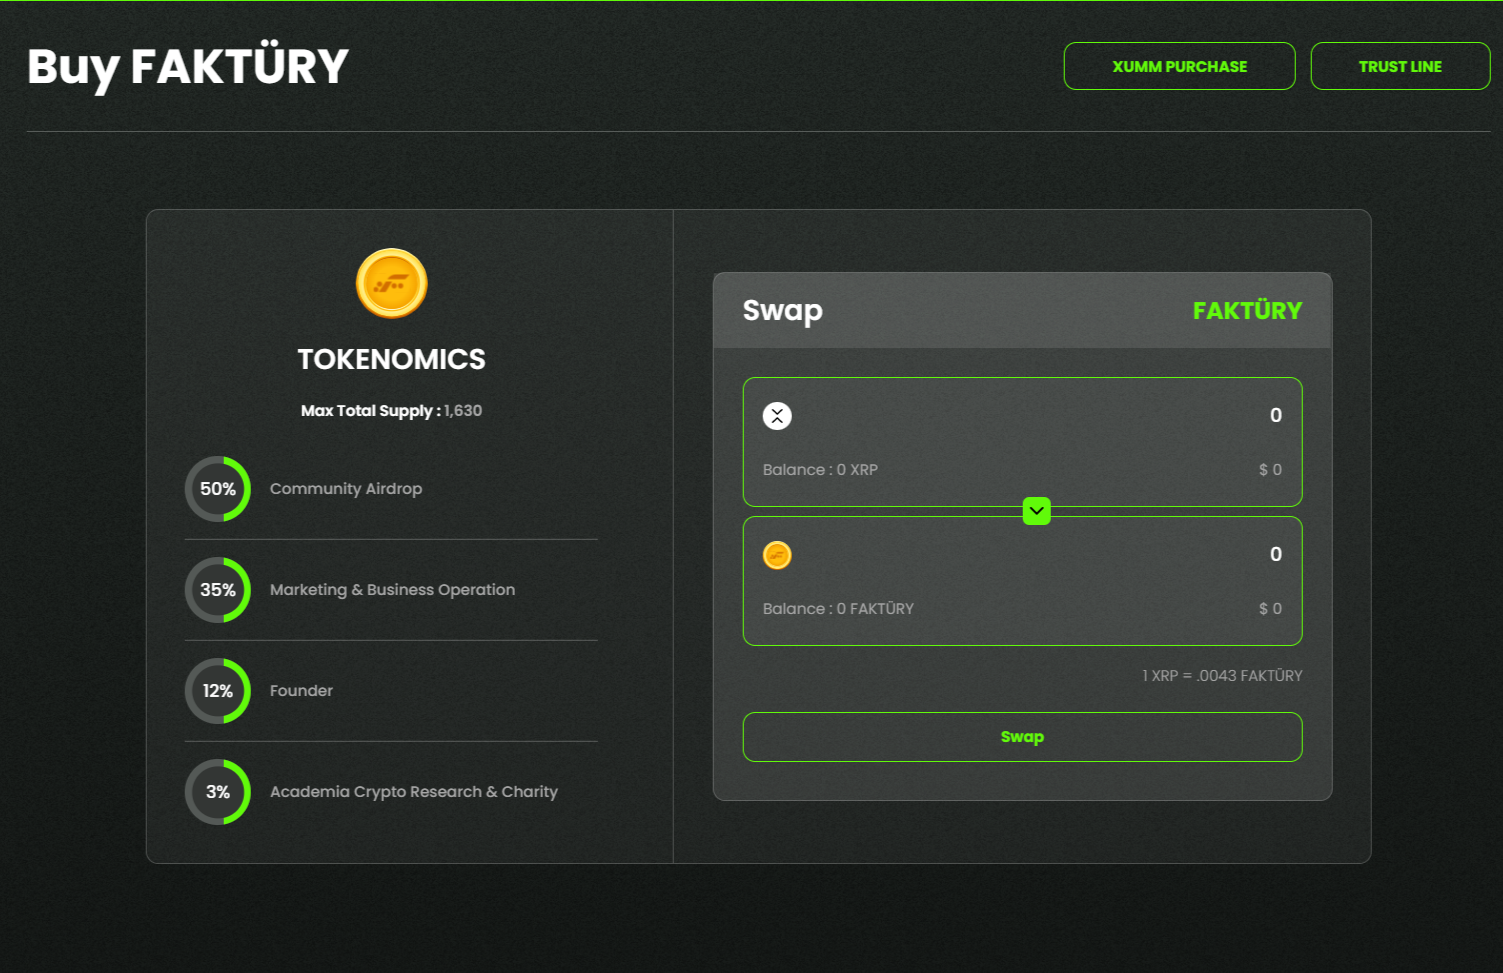 Buy FAKTÜRY
XUMM PURCHASE
TRUST LINE
TOKENOMICS
Max Total Supply : 1,630
50%
Community Airdrop
35%
Marketing & Business Operation
12%
Founder
3%
Academia Crypto Research & Charity
Swap
FAKTÜRY
0
Balance : 0 XRP
$ 0
0
Balance : 0 FAKTÜRY
$ 0
1 XRP = .0043 FAKTÜRY
Swap